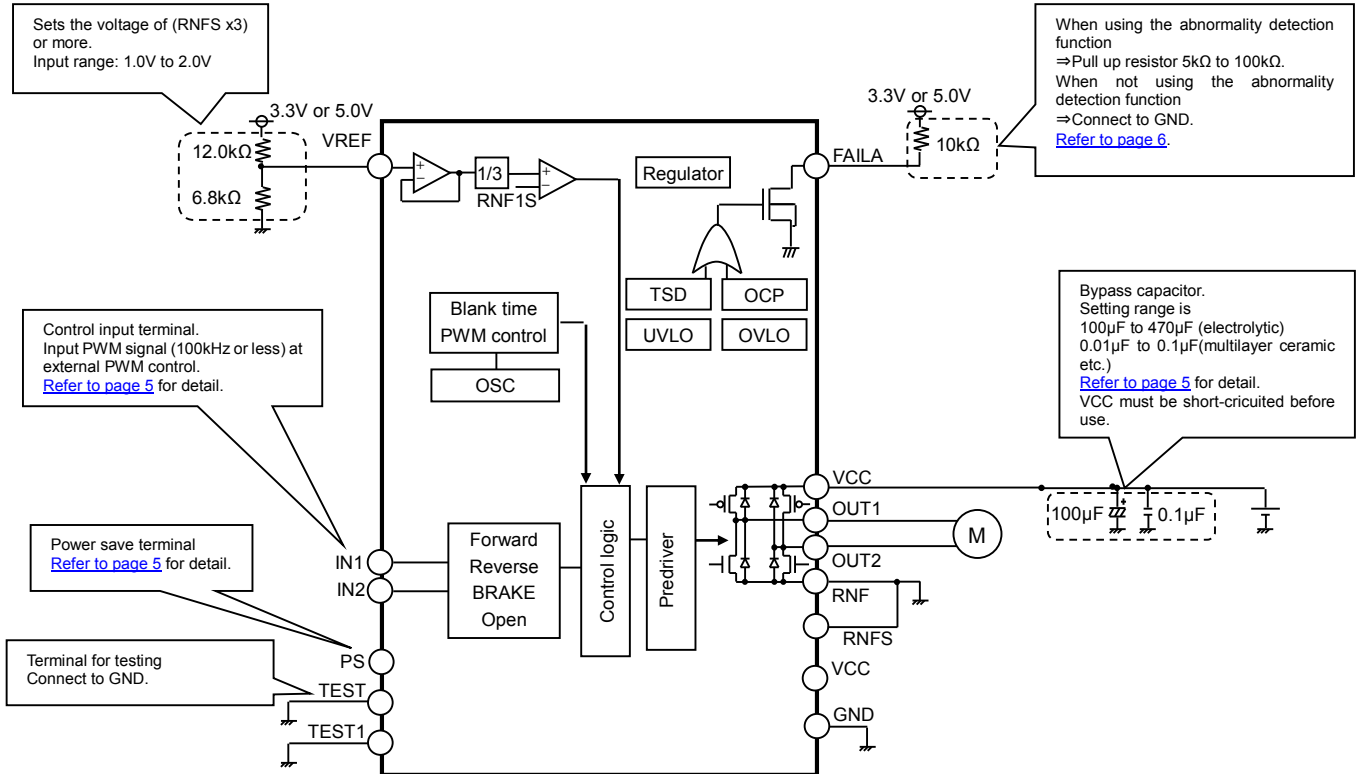 Sets the voltage of (RNFS x3)
or more.
Input range: 1.0V to 2.0V
When using the abnormality detection
function
⇒Pull up resistor 5kΩ to 100kΩ.
When not using the abnormality
detection function
⇒Connect to GND.
Refer to page 6.
3.3V or 5.0V
VREF
12.0kΩ
6.8kΩ
1/3
RNF1S
Regulator
3.3V or 5.0V
FAILA
10kΩ
TSD
OCP
UVLO
OVLO
Blank time
PWM control
OSC
Control input terminal.
Input PWM signal (100kHz or less) at
external PWM control.
Refer to page 5 for detail.
Bypass capacitor.
Setting range is
100µF to 470µF (electrolytic)
0.01µF to 0.1µF(multilayer ceramic
etc.)
Refer to page 5 for detail.
VCC must be short-cricuited before
use.
Power save terminal
Refer to page 5 for detail.
IN1
IN2
Forward
Reverse
BRAKE
Open
Control logic
Predriver
VCC
OUT1
OUT2
M
RNF
RNFS
100µF
+
0.1µF
Terminal for testing
Connect to GND.
PS
TEST
TEST1
VCC
GND